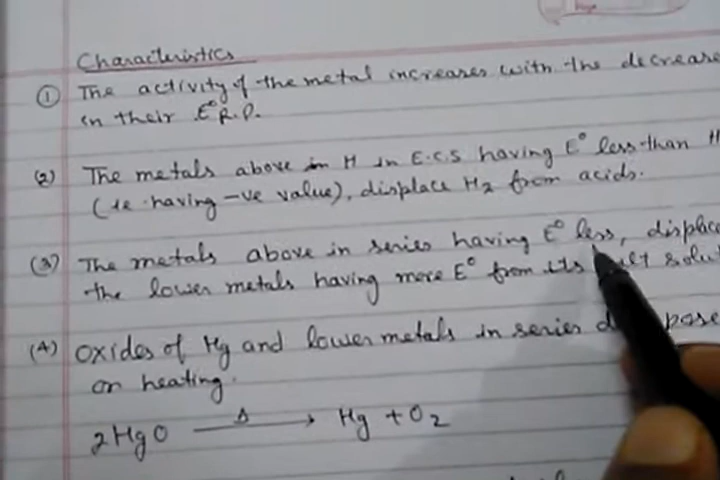 Characteristics
(1) The activity of the metal increases with the decrease
in their E° R.P.
(2) The metals above in H in E.C.S having E° less than H
(ie having -ve value), displace H2 from acids.
(3) The metals above in series having E° less, displac
the lower metals having more E° from its
(4) Oxides of Hg and lower metals in series
on heating.
2HgO —Δ→ Hg + O2